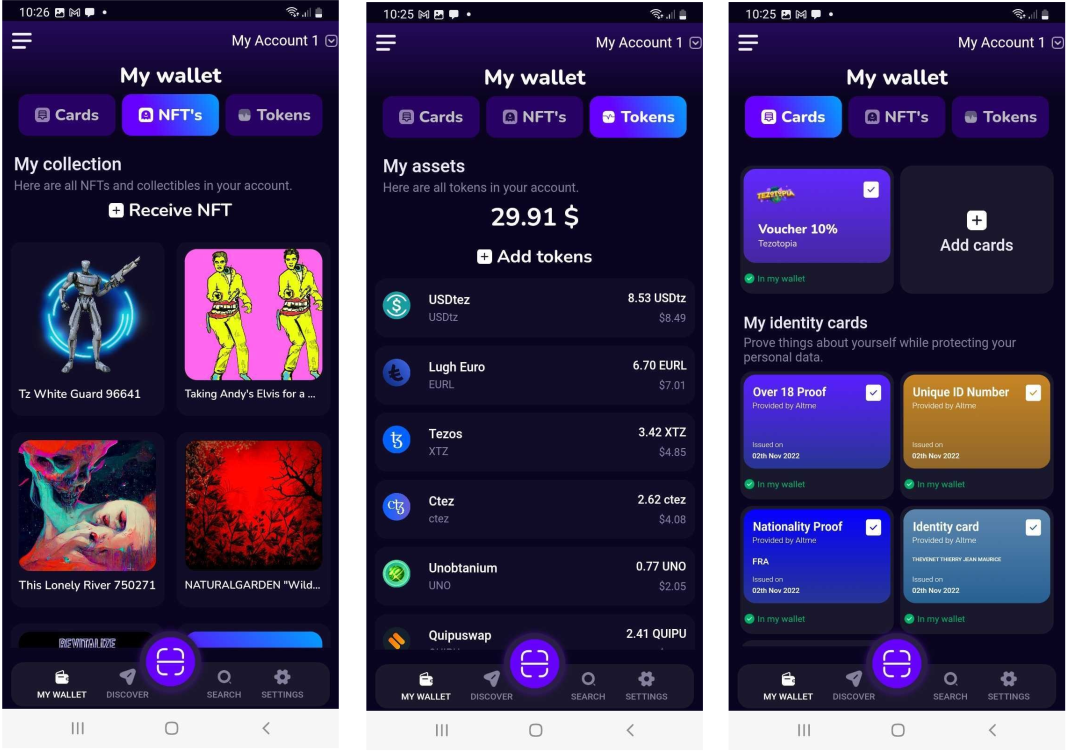 10:26
My Account 1
My wallet
Cards
NFT's
Tokens
My collection
Here are all NFTs and collectibles in your account.
Receive NFT
Tz White Guard 96641
Taking Andy's Elvis for a ...
This Lonely River 750271
NATURALGARDEN "Wild...
REVITALIZE
MY WALLET
DISCOVER
SEARCH
SETTINGS
10:25
My Account 1
My wallet
Cards
NFT's
Tokens
My assets
Here are all tokens in your account.
29.91 $
Add tokens
USDtez
8.53 USDtz
USDtz
$8.49
Lugh Euro
6.70 EURL
EURL
$7.01
Tezos
3.42 XTZ
XTZ
$4.85
Ctez
2.62 ctez
ctez
$4.08
Unobtanium
0.77 UNO
UNO
$2.05
Quipuswap
2.41 QUIPU
MY WALLET
DISCOVER
SEARCH
SETTINGS
10:25
My Account 1
My wallet
Cards
NFT's
Tokens
TEZOTOPIA
Voucher 10%
Tezotopia
In my wallet
Add cards
My identity cards
Prove things about yourself while protecting your
personal data.
Over 18 Proof
Provided by Altme
Issued on
02th Nov 2022
In my wallet
Unique ID Number
Provided by Altme
Issued on
02th Nov 2022
In my wallet
Nationality Proof
Provided by Altme
FRA
Issued on
02th Nov 2022
In my wallet
Identity card
Provided by Altme
THEVENET THIERRY JEAN MAURICE
Issued on
02th Nov 2022
In my wallet
MY WALLET
DISCOVER
SEARCH
SETTINGS